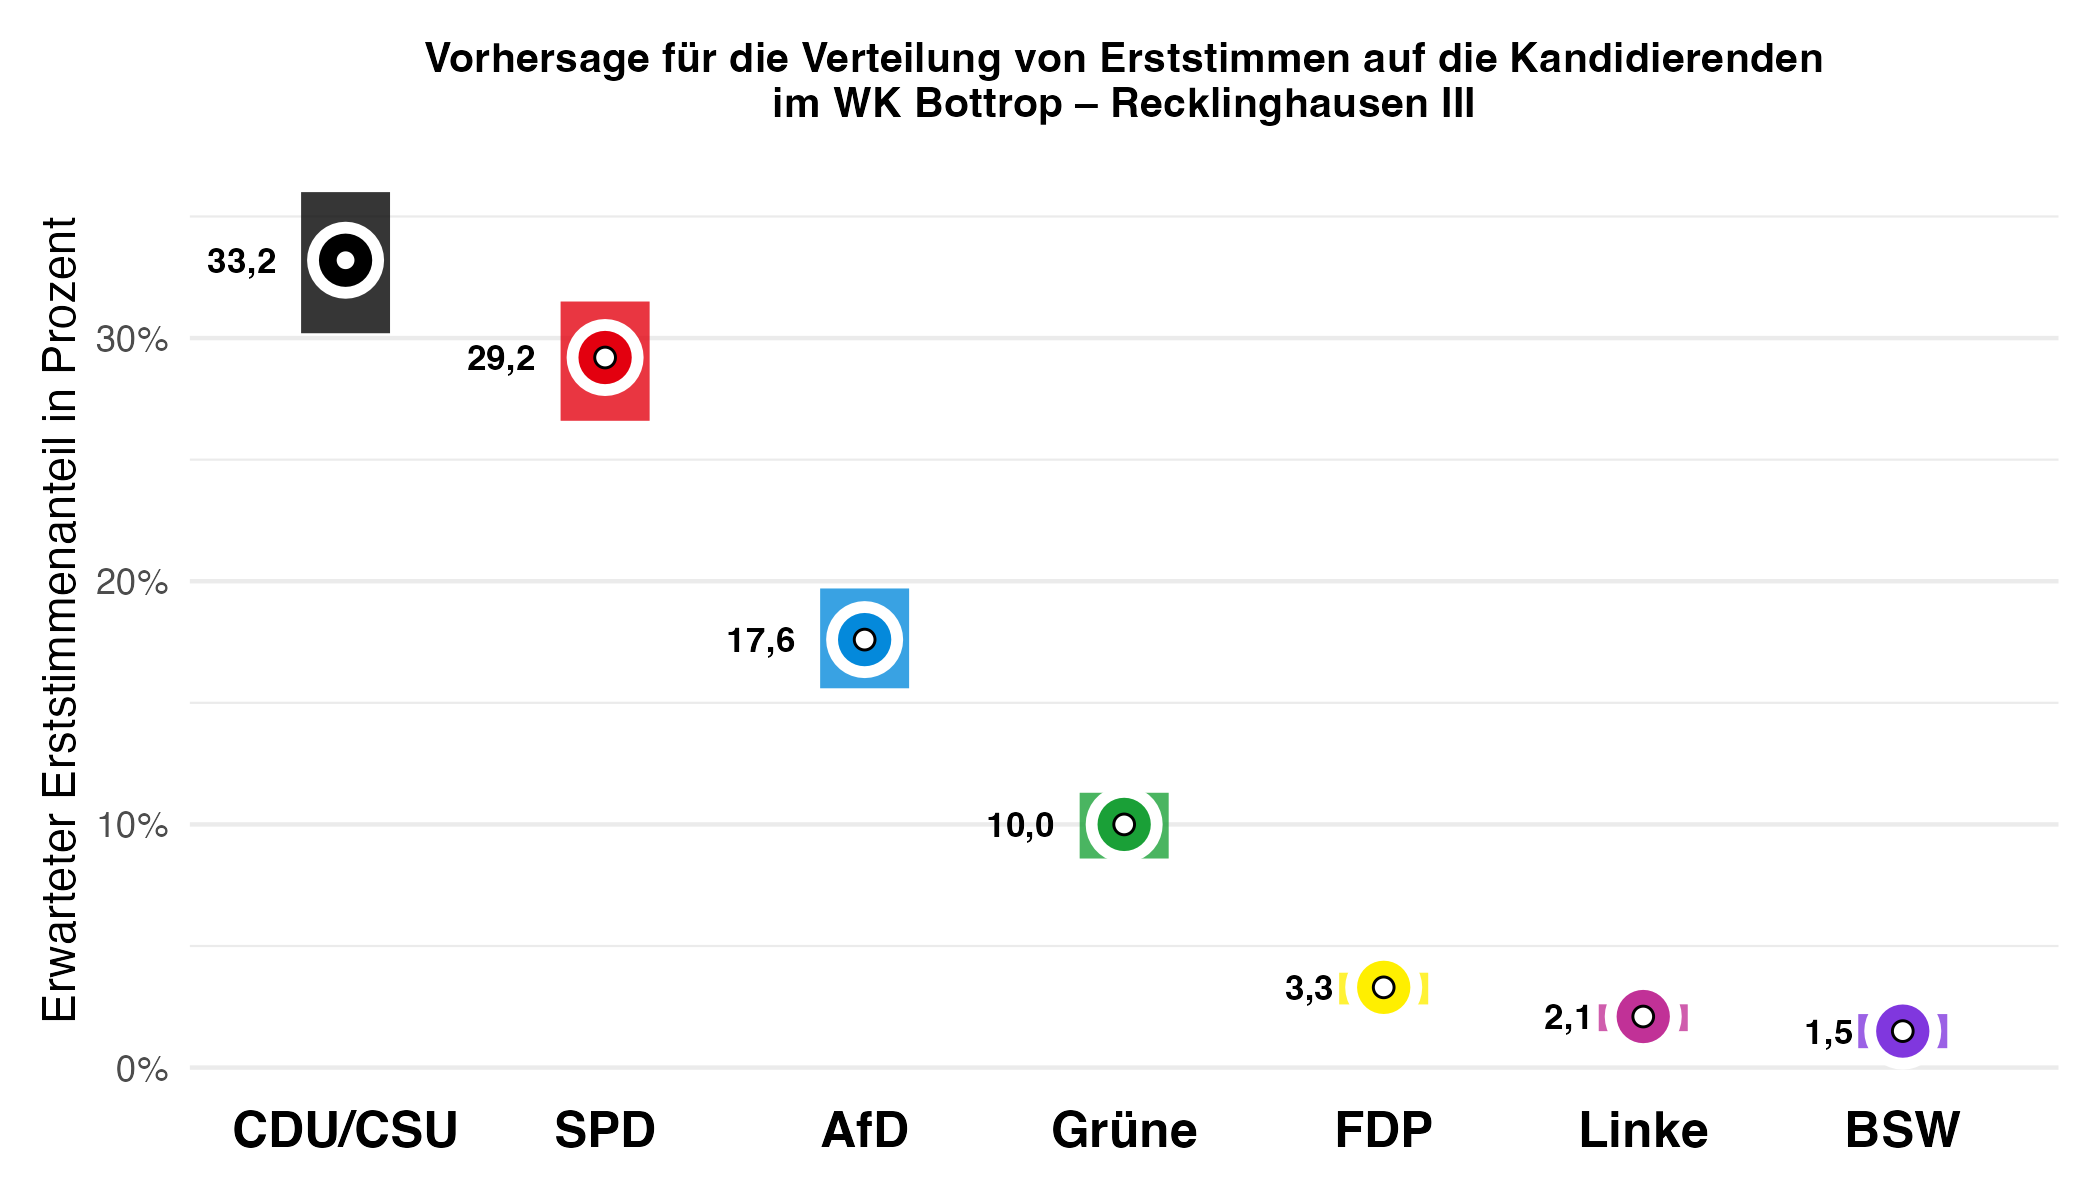 Vorhersage für die Verteilung von Erststimmen auf die Kandidierenden
im WK Bottrop – Recklinghausen III
Erwarteter Erststimmenanteil in Prozent
30%
20%
10%
0%
33,2
29,2
17,6
10,0
3,3
2,1
1,5
CDU/CSU
SPD
AfD
Grüne
FDP
Linke
BSW